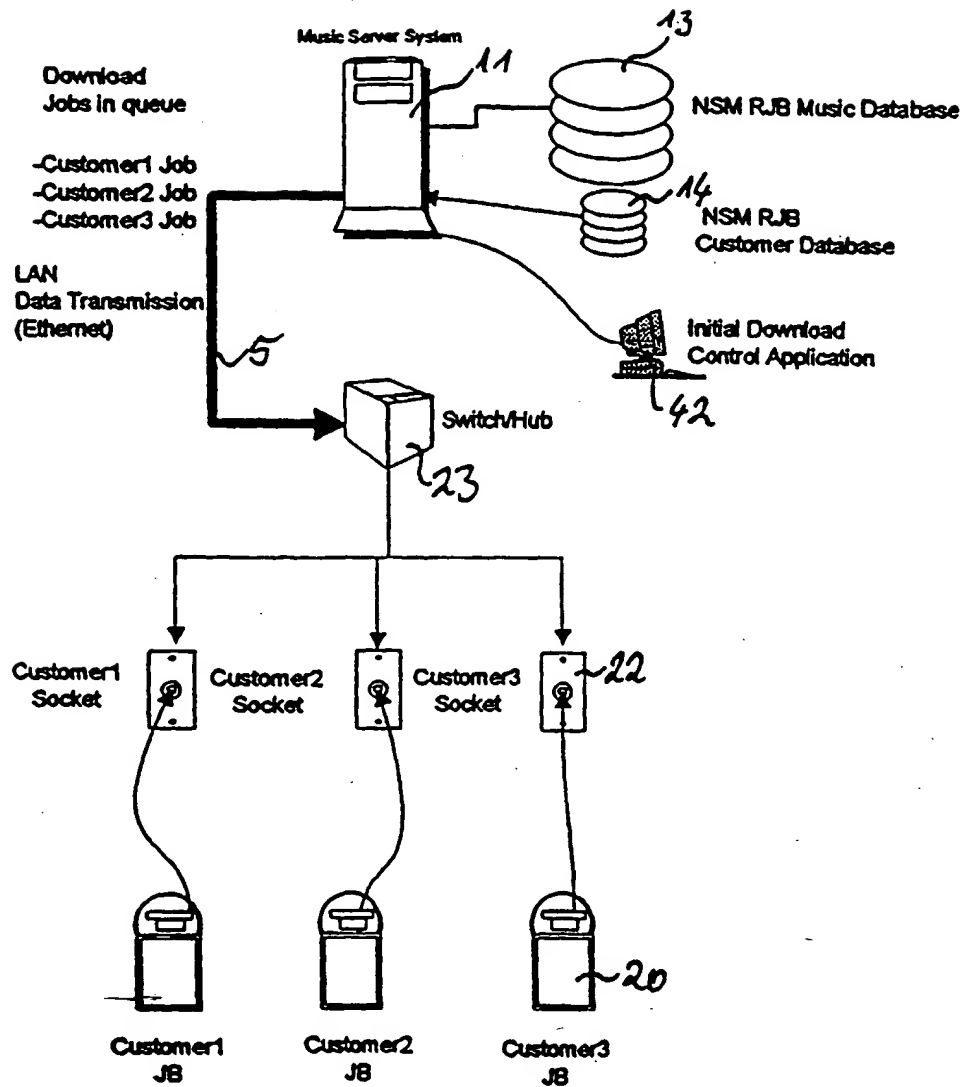 Music Server System
11
13
Download
Jobs in queue
NSM RJB Music Database
-Customer1 Job
-Customer2 Job
-Customer3 Job
14
NSM RJB
Customer Database
LAN
Data Transmission
(Ethernet)
5
Initial Download
Control Application
42
Switch/Hub
23
Customer1
Socket
Customer2
Socket
Customer3
Socket
22
20
Customer1
JB
Customer2
JB
Customer3
JB